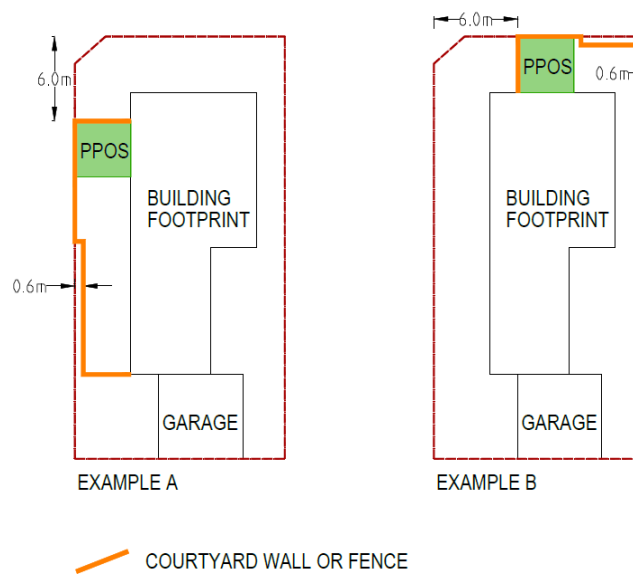 6.0m
6.0m
PPOS
0.6m
PPOS
BUILDING
FOOTPRINT
BUILDING
FOOTPRINT
0.6m
GARAGE
GARAGE
EXAMPLE A
EXAMPLE B
COURTYARD WALL OR FENCE